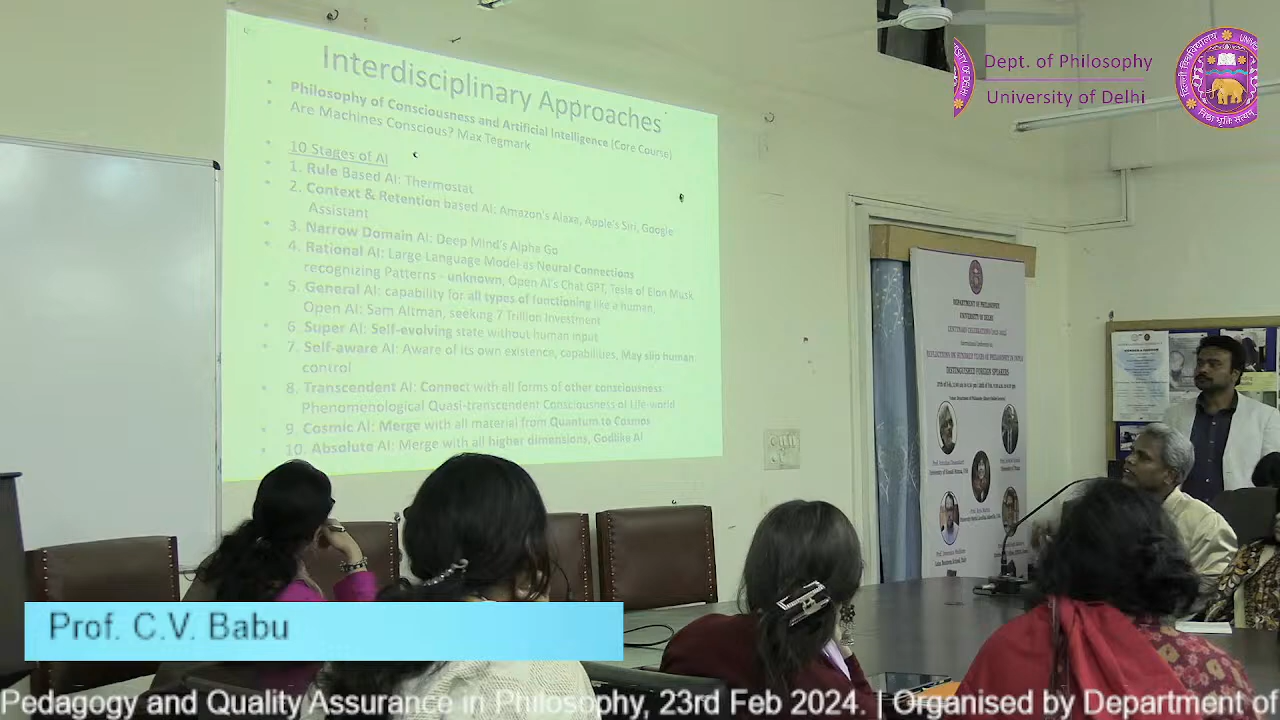 Interdisciplinary Approaches
Philosophy of Consciousness and Artificial Intelligence (Core Course)
Are Machines Conscious? Max Tegmark
10 Stages of AI
1. Rule Based AI: Thermostat
2. Context & Retention based AI: Amazon's Alaxa, Apple's Siri, Google
Assistant
3. Narrow Domain AI: Deep Mind's Alpha Go
4. Rational AI: Large Language Model as Neural Connections
recognizing Patterns - unknown, Open AI's Chat GPT, Tesle of Elon Musk
5. General AI: capability for all types of functioning like a human,
Open AI: Sam Altman, seeking 7 Trillion Investment
6. Super AI: Self-evolving state without human input
7. Self-aware AI: Aware of its own existence, capabilities, May slip human
control
8. Transcendent AI: Connect with all forms of other consciousness
Phenomenological Quasi-transcendent Consciousness of Life-world
9. Cosmic AI: Merge with all material from Quantum to Cosmos
10. Absolute AI: Merge with all higher dimensions, Godlike AI
Dept. of Philosophy
University of Delhi
DEPARTMENT OF PHILOSOPHY
UNIVERSITY OF DELHI
DISTINGUISHED FOREIGN SPEAKERS
Prof. C.V. Babu
Pedagogy and Quality Assurance in Philosophy, 23rd Feb 2024. | Organised by Department of